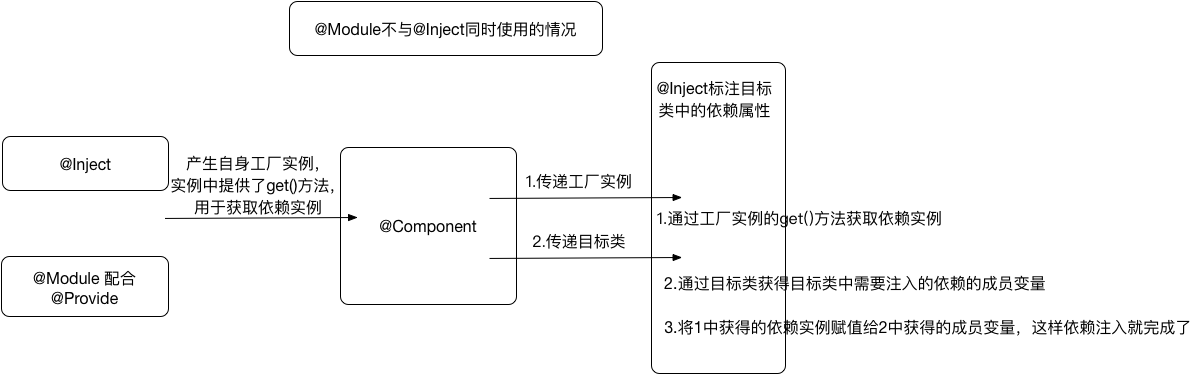 @Module不与@Inject同时使用的情况
@Inject标注目标
类中的依赖属性
@Inject
产生自身工厂实例，
实例中提供了get()方法，
用于获取依赖实例
@Component
1.传递工厂实例
1.通过工厂实例的get()方法获取依赖实例
2.传递目标类
@Module 配合
@Provide
2.通过目标类获得目标类中需要注入的依赖的成员变量
3.将1中获得的依赖实例赋值给2中获得的成员变量，这样依赖注入就完成了